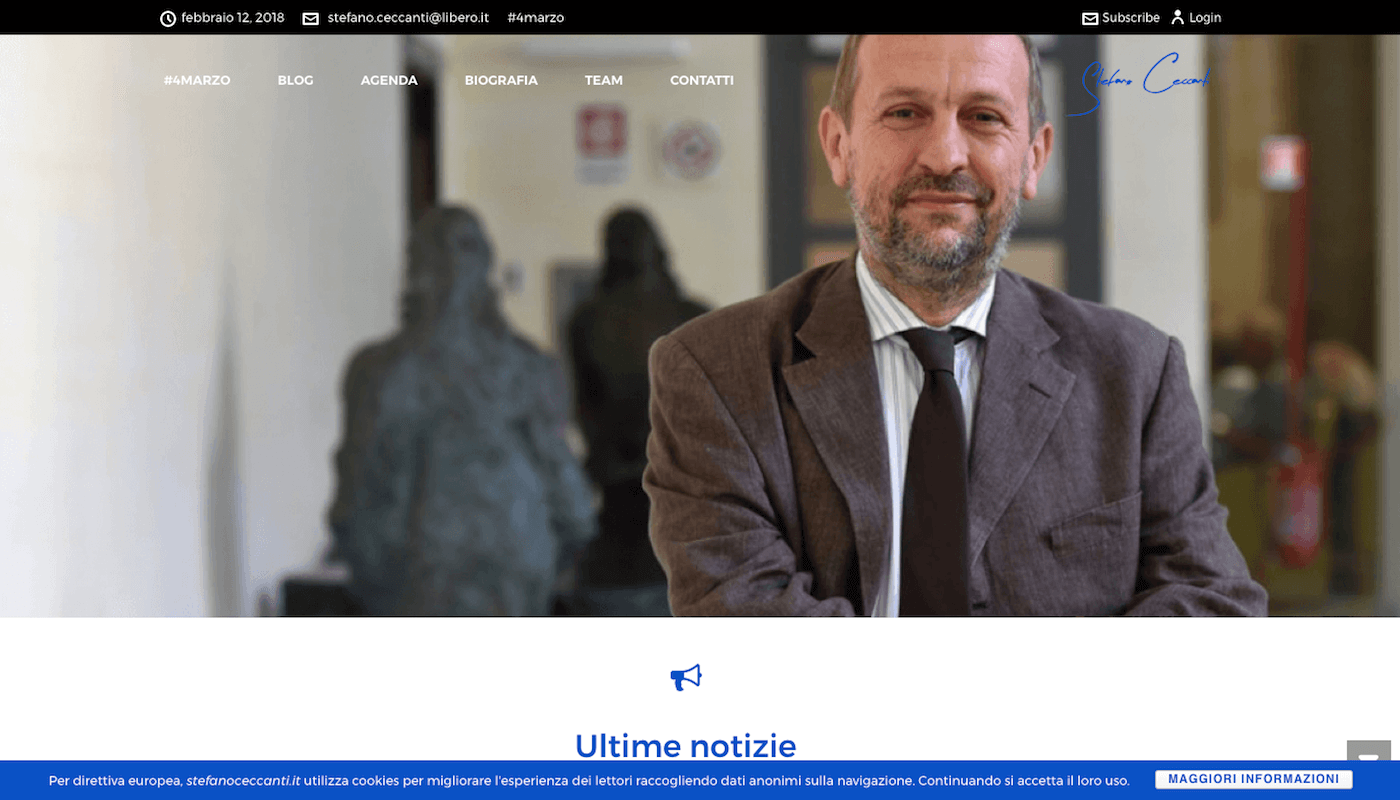 febbraio 12, 2018 stefano.ceccanti@libero.it #4marzo Subscribe Login
#4MARZO BLOG AGENDA BIOGRAFIA TEAM CONTATTI Stefano Ceccanti
Ultime notizie
Per direttiva europea, stefanoceccanti.it utilizza cookies per migliorare l'esperienza dei lettori raccogliendo dati anonimi sulla navigazione. Continuando si accetta il loro uso. MAGGIORI INFORMAZIONI